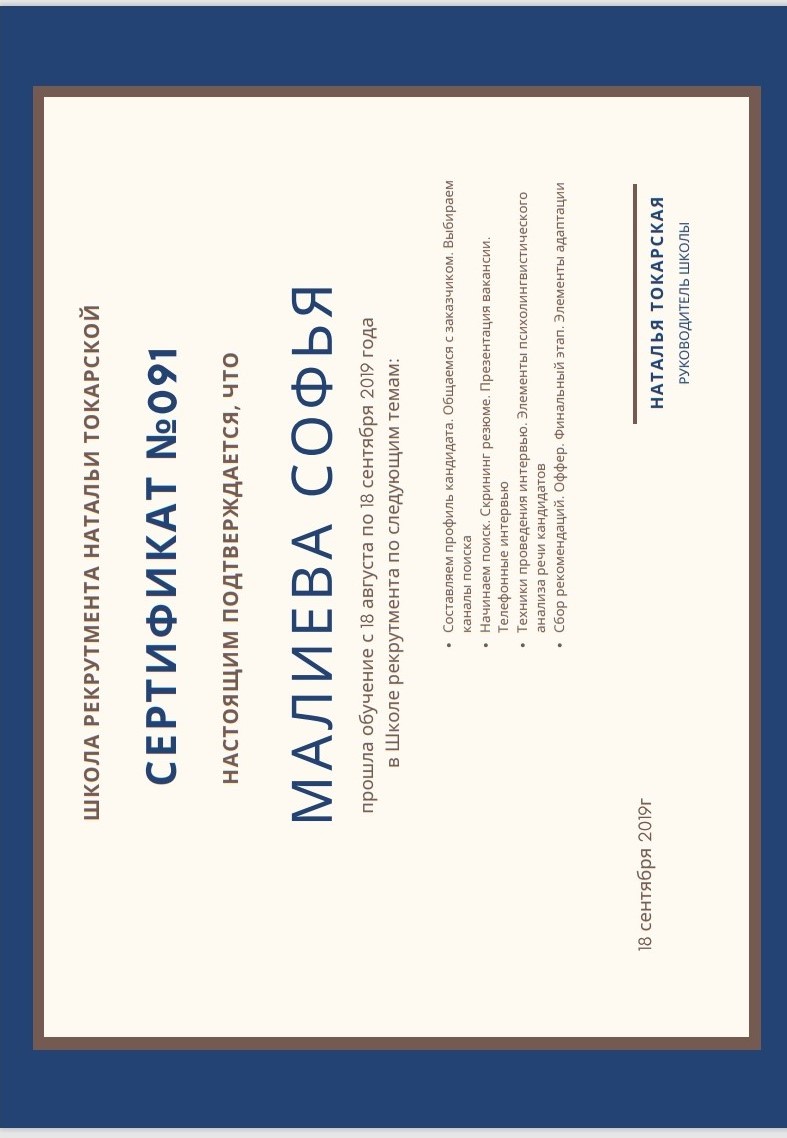 ШКОЛА РЕКРУТМЕНТА НАТАЛЬИ ТОКАРСКОЙ
СЕРТИФИКАТ №091
НАСТОЯЩИМ ПОДТВЕРЖДАЕТСЯ, ЧТО
МАЛИЕВА СОФЬЯ
прошла обучение с 18 августа по 18 сентября 2019 года
в Школе рекрутмента по следующим темам:
• Составляем профиль кандидата. Общаемся с заказчиком. Выбираем
каналы поиска
• Начинаем поиск. Скрининг резюме. Презентация вакансии.
Телефонные интервью
• Техники проведения интервью. Элементы психолингвистического
анализа речи кандидатов
• Сбор рекомендаций. Оффер. Финальный этап. Элементы адаптации
18 сентября 2019г
НАТАЛЬЯ ТОКАРСКАЯ
РУКОВОДИТЕЛЬ ШКОЛЫ